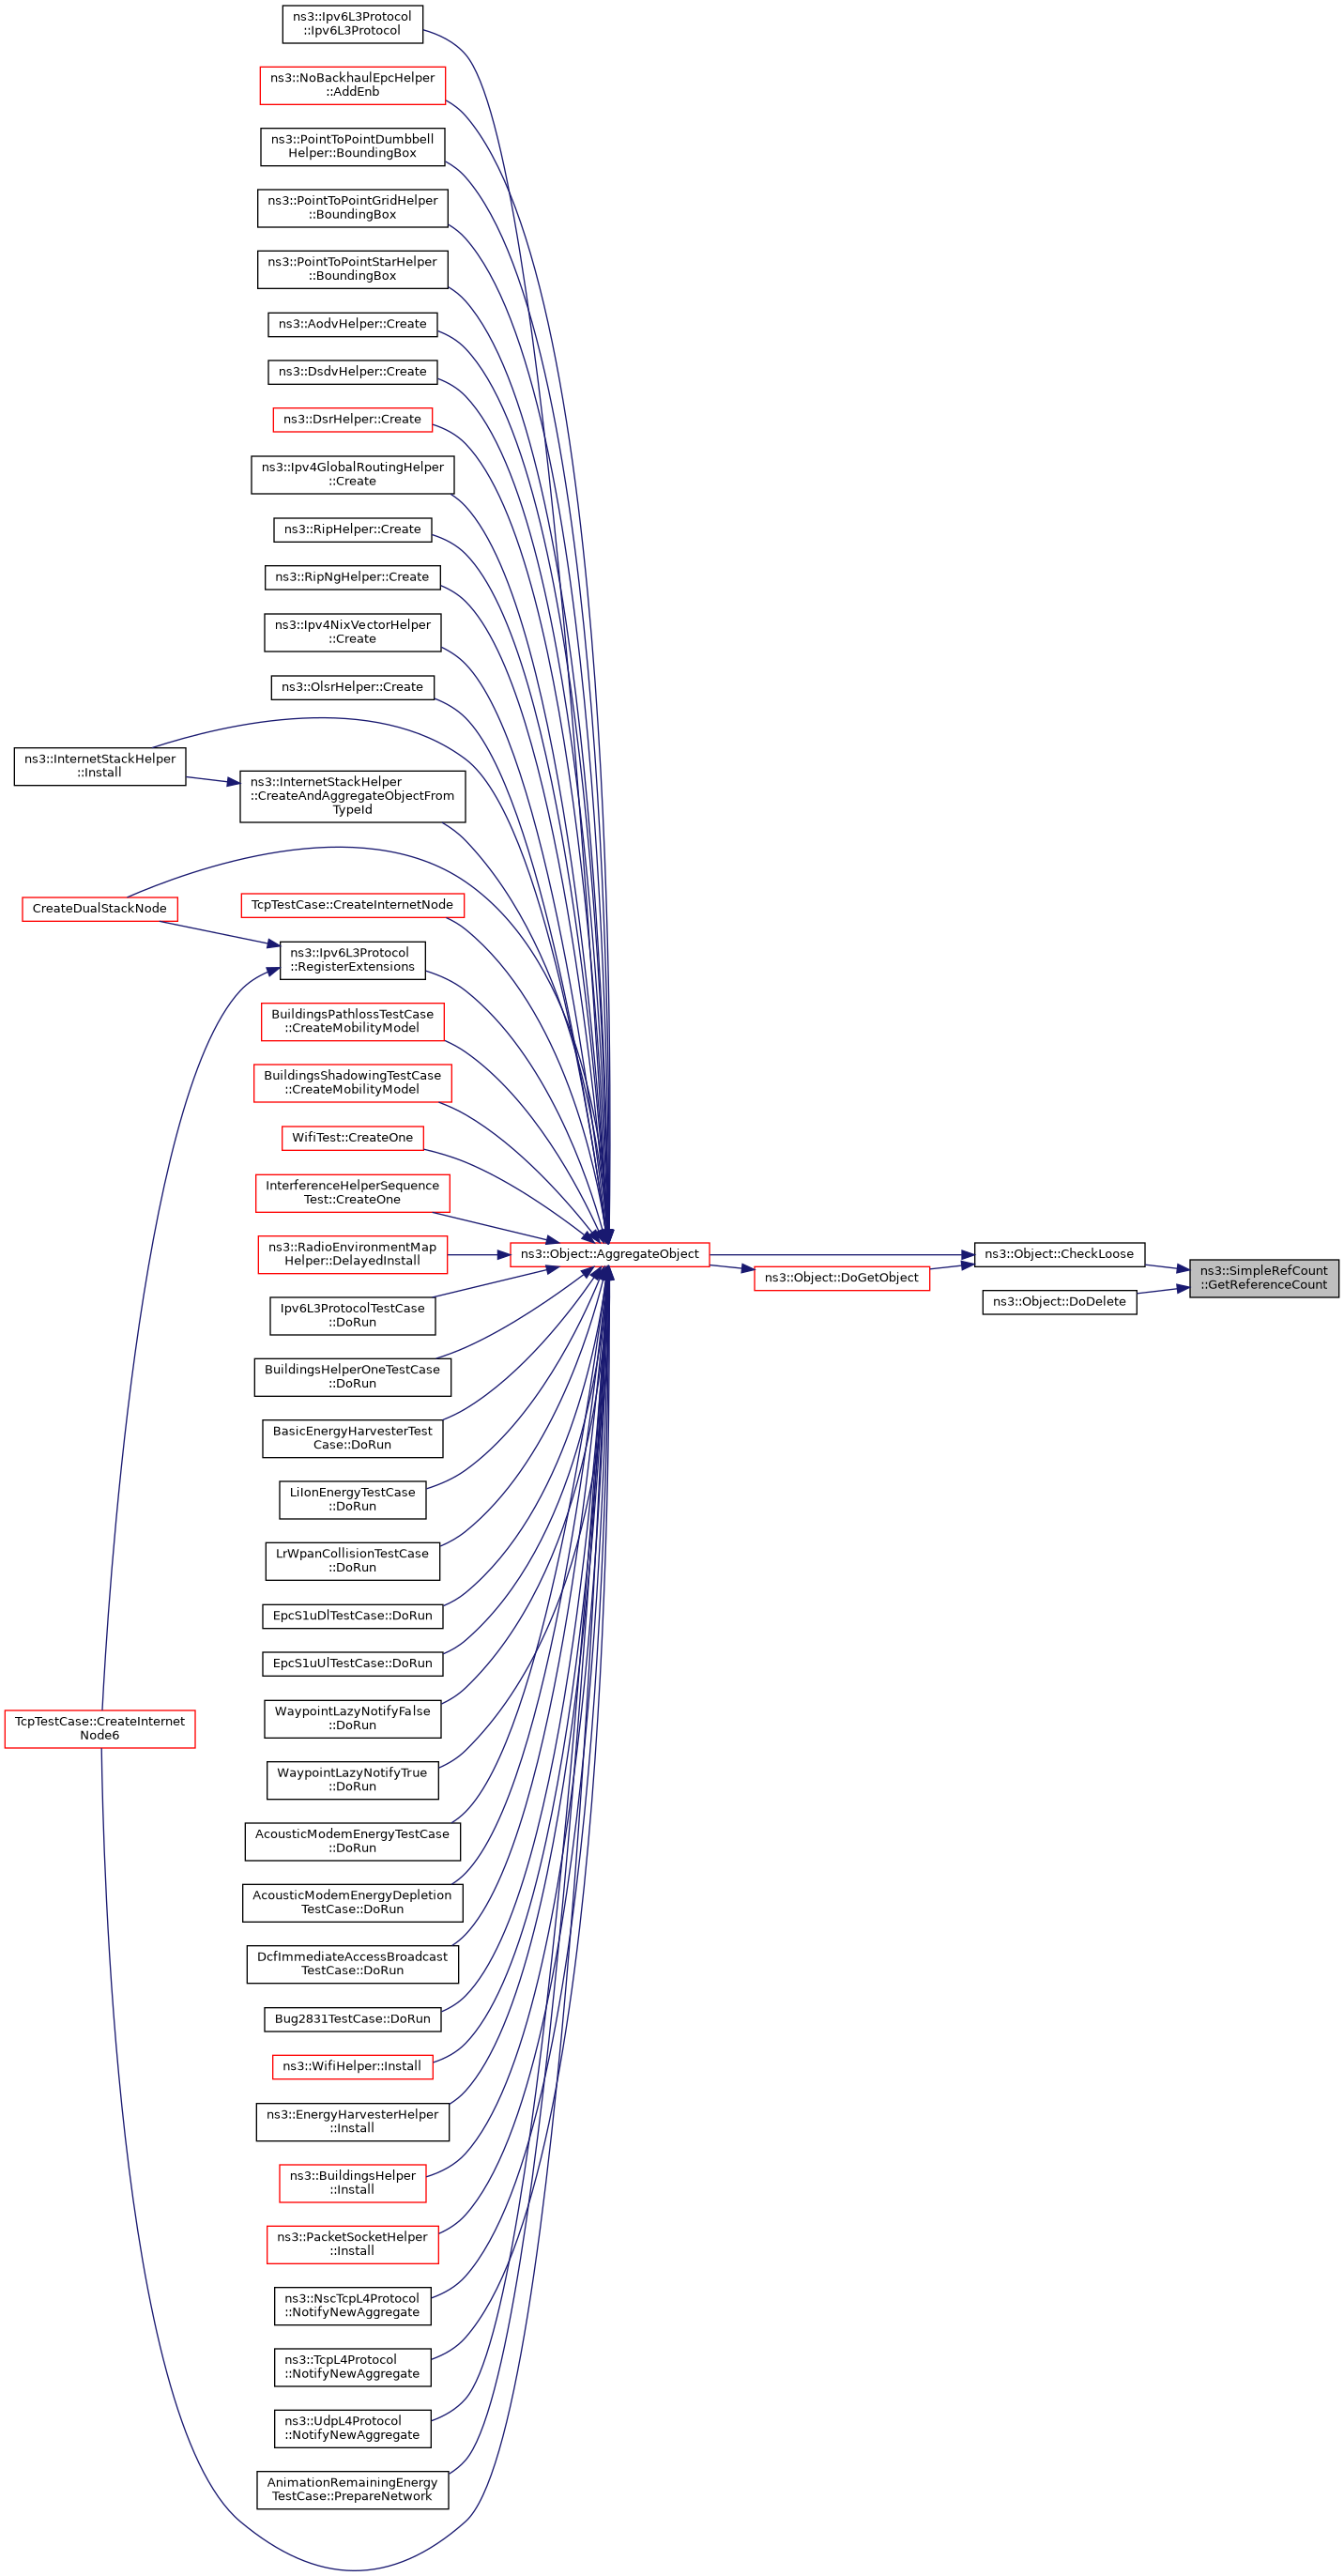 ns3::Ipv6L3Protocol
::Ipv6L3Protocol
ns3::NoBackhaulEpcHelper
::AddEnb
ns3::PointToPointDumbbell
Helper::BoundingBox
ns3::PointToPointGridHelper
::BoundingBox
ns3::PointToPointStarHelper
::BoundingBox
ns3::AodvHelper::Create
ns3::DsdvHelper::Create
ns3::DsrHelper::Create
ns3::Ipv4GlobalRoutingHelper
::Create
ns3::RipHelper::Create
ns3::RipNgHelper::Create
ns3::Ipv4NixVectorHelper
::Create
ns3::OlsrHelper::Create
ns3::InternetStackHelper
::Install
ns3::InternetStackHelper
::CreateAndAggregateObjectFrom
TypeId
CreateDualStackNode
TcpTestCase::CreateInternetNode
ns3::Ipv6L3Protocol
::RegisterExtensions
BuildingsPathlossTestCase
::CreateMobilityModel
BuildingsShadowingTestCase
::CreateMobilityModel
WifiTest::CreateOne
InterferenceHelperSequence
Test::CreateOne
ns3::RadioEnvironmentMap
Helper::DelayedInstall
ns3::Object::AggregateObject
ns3::Object::DoGetObject
ns3::Object::CheckLoose
ns3::Object::DoDelete
ns3::SimpleRefCount
::GetReferenceCount
Ipv6L3ProtocolTestCase
::DoRun
BuildingsHelperOneTestCase
::DoRun
BasicEnergyHarvesterTest
Case::DoRun
LiIonEnergyTestCase
::DoRun
LrWpanCollisionTestCase
::DoRun
EpcS1uDlTestCase::DoRun
EpcS1uUlTestCase::DoRun
TcpTestCase::CreateInternet
Node6
WaypointLazyNotifyFalse
::DoRun
WaypointLazyNotifyTrue
::DoRun
AcousticModemEnergyTestCase
::DoRun
AcousticModemEnergyDepletion
TestCase::DoRun
DcfImmediateAccessBroadcast
TestCase::DoRun
Bug2831TestCase::DoRun
ns3::WifiHelper::Install
ns3::EnergyHarvesterHelper
::Install
ns3::BuildingsHelper
::Install
ns3::PacketSocketHelper
::Install
ns3::NscTcpL4Protocol
::NotifyNewAggregate
ns3::TcpL4Protocol
::NotifyNewAggregate
ns3::UdpL4Protocol
::NotifyNewAggregate
AnimationRemainingEnergy
TestCase::PrepareNetwork